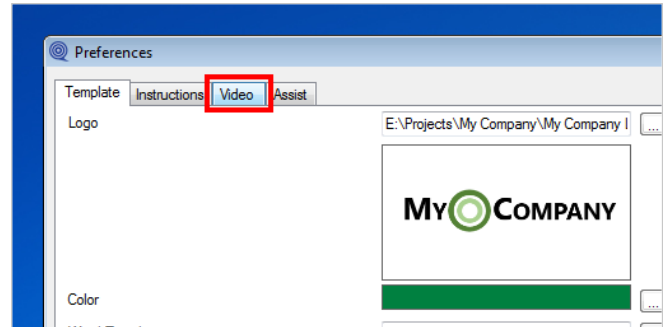 Preferences
Template Instructions Video Assist
Logo E:\Projects\My Company\My Company l ...
MY COMPANY
Color ...